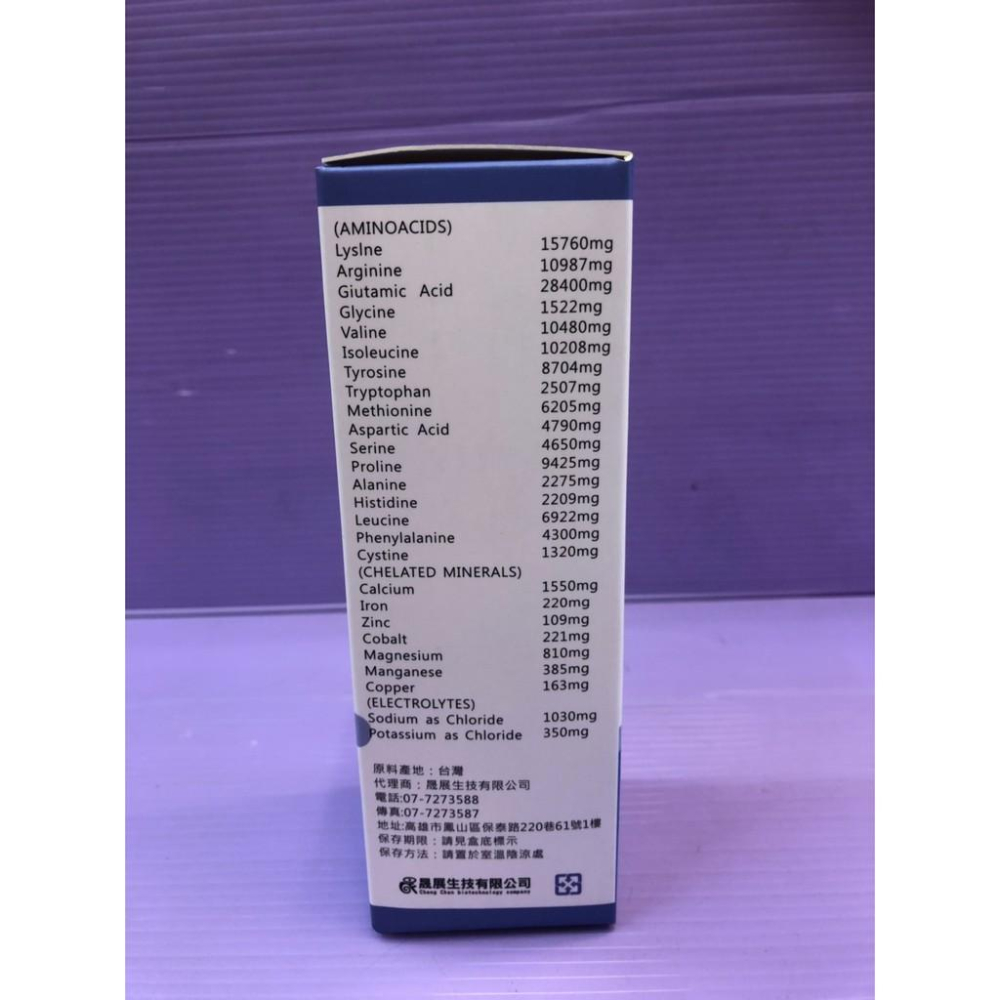 (AMINOACIDS)
LysIne 15760mg
Arginine 10987mg
Giutamic Acid 28400mg
Glycine 1522mg
Valine 10480mg
Isoleucine 10208mg
Tyrosine 8704mg
Tryptophan 2507mg
Methionine 6205mg
Aspartic Acid 4790mg
Serine 4650mg
Proline 9425mg
Alanine 2275mg
Histidine 2209mg
Leucine 6922mg
Phenylalanine 4300mg
Cystine 1320mg
(CHELATED MINERALS)
Calcium 1550mg
Iron 220mg
Zinc 109mg
Cobalt 221mg
Magnesium 810mg
Manganese 385mg
Copper 163mg
(ELECTROLYTES)
Sodium as Chloride 1030mg
Potassium as Chloride 350mg
原料產地：台灣
代理商：晟展生技有限公司
電話:07-7273588
傳真:07-7273587
地址:高雄市鳳山區保泰路220巷61號1樓
保存期限：請見盒底標示
保存方法：請置於室溫陰涼處
晟展生技有限公司
Cheng Chan biotechnology company